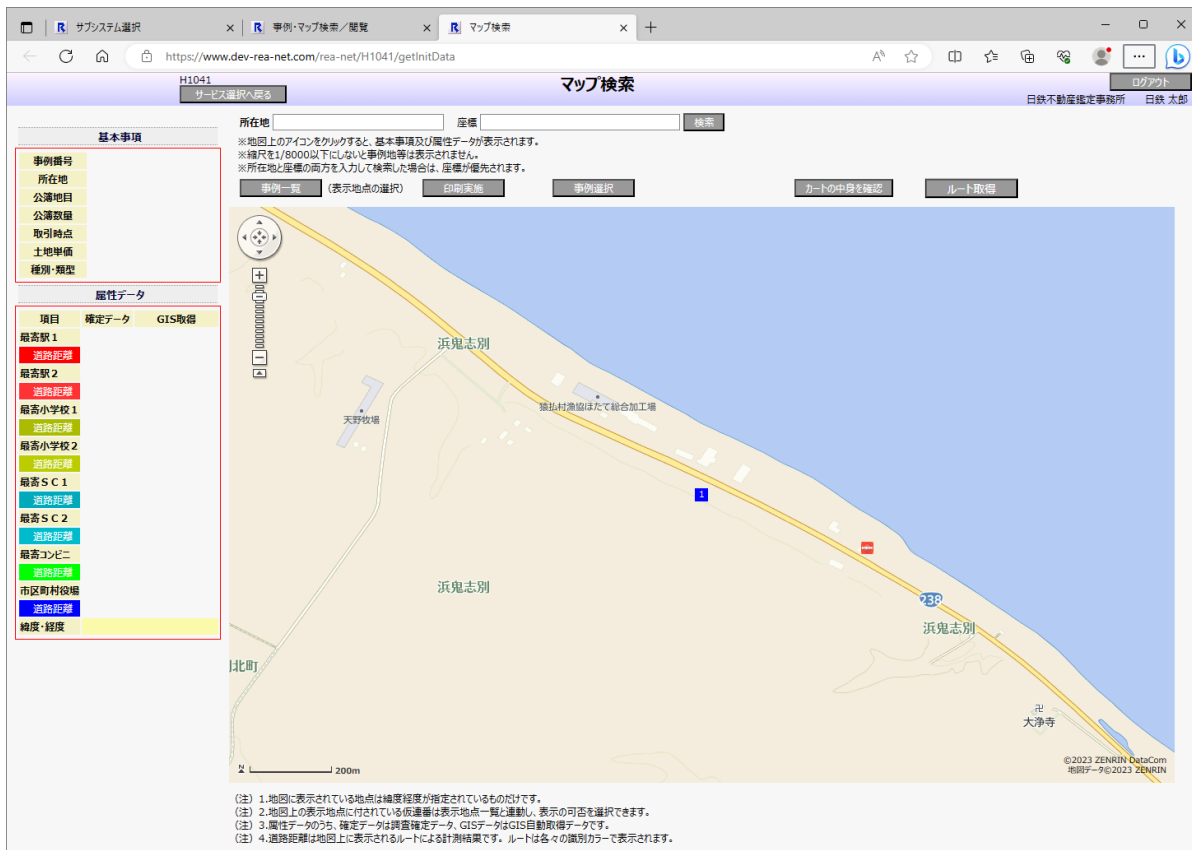 サブシステム選択
事例・マップ検索／閲覧
マップ検索
https://www.dev-rea-net.com/rea-net/H1041/getInitData
H1041
サービス選択へ戻る
マップ検索
ログアウト
日鉄不動産鑑定事務所 日鉄 太郎
所在地 座標 検索
※地図上のアイコンをクリックすると、基本事項及び属性データが表示されます。
※縮尺を1/8000以下にしないと事例地等は表示されません。
※所在地と座標の両方を入力して検索した場合は、座標が優先されます。
事例一覧 (表示地点の選択) 印刷実施 事例選択 カートの中身を確認 ルート取得
基本事項
事例番号
所在地
公簿地目
公簿数量
取引時点
土地単価
種別・類型
属性データ
項目 確定データ GIS取得
最寄駅1
道路距離
最寄駅2
道路距離
最寄小学校1
道路距離
最寄小学校2
道路距離
最寄ＳＣ1
道路距離
最寄ＳＣ2
道路距離
最寄コンビニ
道路距離
市区町村役場
道路距離
緯度・経度
浜鬼志別
天野牧場
猿払村漁協ほたて総合加工場
1
浜鬼志別
238
浜鬼志別
北町
卍
大浄寺
N
200m
©2023 ZENRIN DataCom
地図データ©2023 ZENRIN
（注）1.地図に表示されている地点は緯度経度が指定されているものだけです。
（注）2.地図上の表示地点に付されている仮連番は表示地点一覧と連動し、表示の可否を選択できます。
（注）3.属性データのうち、確定データは調査確定データ、GISデータはGIS自動取得データです。
（注）4.道路距離は地図上に表示されるルートによる計測結果です。ルートは各々の識別カラーで表示されます。